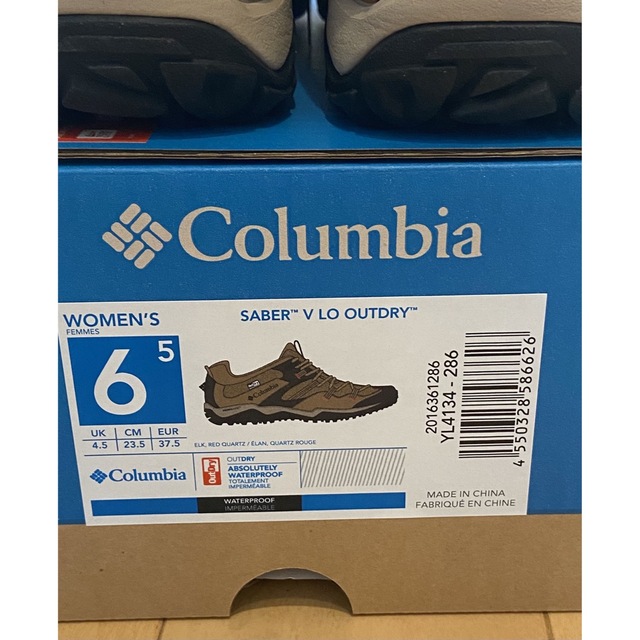 Columbia
WOMEN'S
FEMMES
SABER™ V LO OUTDRY™
6 5
UK CM EUR
4.5 23.5 37.5
Columbia
ELK, RED QUARTZ / ÉLAN, QUARTZ ROUGE
Columbia
OutDry
OUTDRY
ABSOLUTELY
WATERPROOF
TOTALEMENT
IMPERMÉABLE
WATERPROOF
IMPERMÉABLE
2016361286
YL4134 - 286
4 550328 586626
MADE IN CHINA
FABRIQUÉ EN CHINE